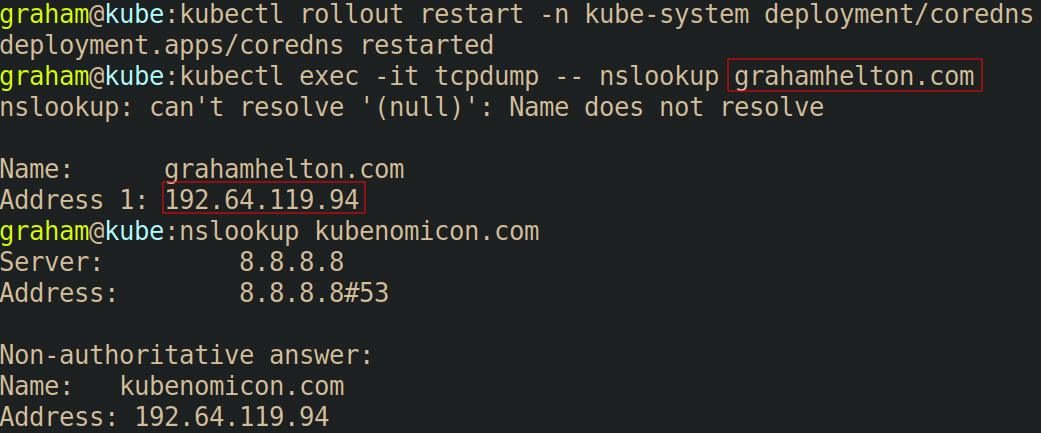 graham@kube:kubectl rollout restart -n kube-system deployment/coredns
deployment.apps/coredns restarted
graham@kube:kubectl exec -it tcpdump -- nslookup grahamhelton.com
nslookup: can't resolve '(null)': Name does not resolve
Name:      grahamhelton.com
Address 1: 192.64.119.94
graham@kube:nslookup kubenomicon.com
Server:         8.8.8.8
Address:        8.8.8.8#53
Non-authoritative answer:
Name:   kubenomicon.com
Address: 192.64.119.94